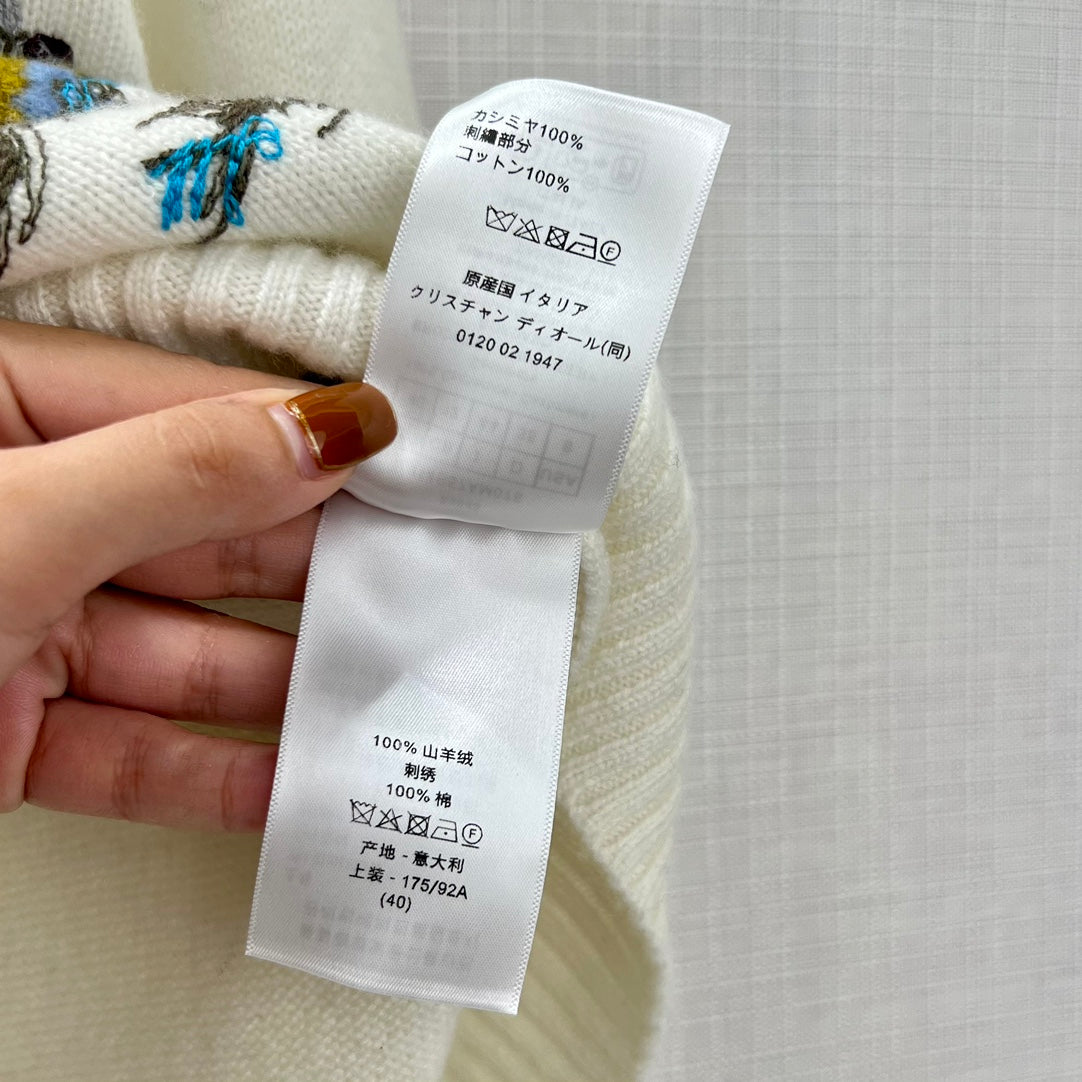 カシミヤ100%
刺繍部分
コットン100%
F
原産国 イタリア
クリスチャン ディオール(同)
0120 02 1947
100% 山羊绒
刺绣
100% 棉
F
产地 - 意大利
上装 - 175/92A
(40)